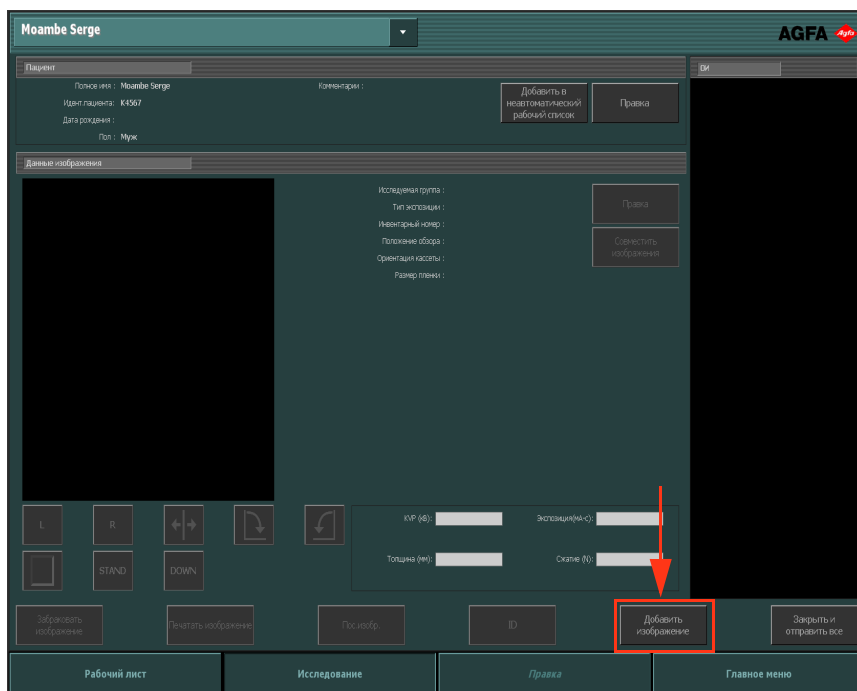 Moambe Serge
AGFA
Agfa
Пациент
ОИ
Полное имя : Moambe Serge
Комментарии :
Добавить в
неавтоматический
рабочий список
Правка
Идент.пациента: K4567
Дата рождения :
Пол : Муж
Данные изображения
Исследуемая группа :
Тип экспозиции :
Инвентарный номер :
Положение обзора :
Ориентация кассеты :
Размер пленки :
Правка
Совместить
изображения
L
R
KVP (кВ):
Экспозиция(мА·с):
STAND
DOWN
Толщина (мм):
Сжатие (N):
Забраковать
изображение
Печатать изображение
Пос.изобр.
ID
Добавить
изображение
Закрыть и
отправить все
Рабочий лист
Исследование
Правка
Главное меню